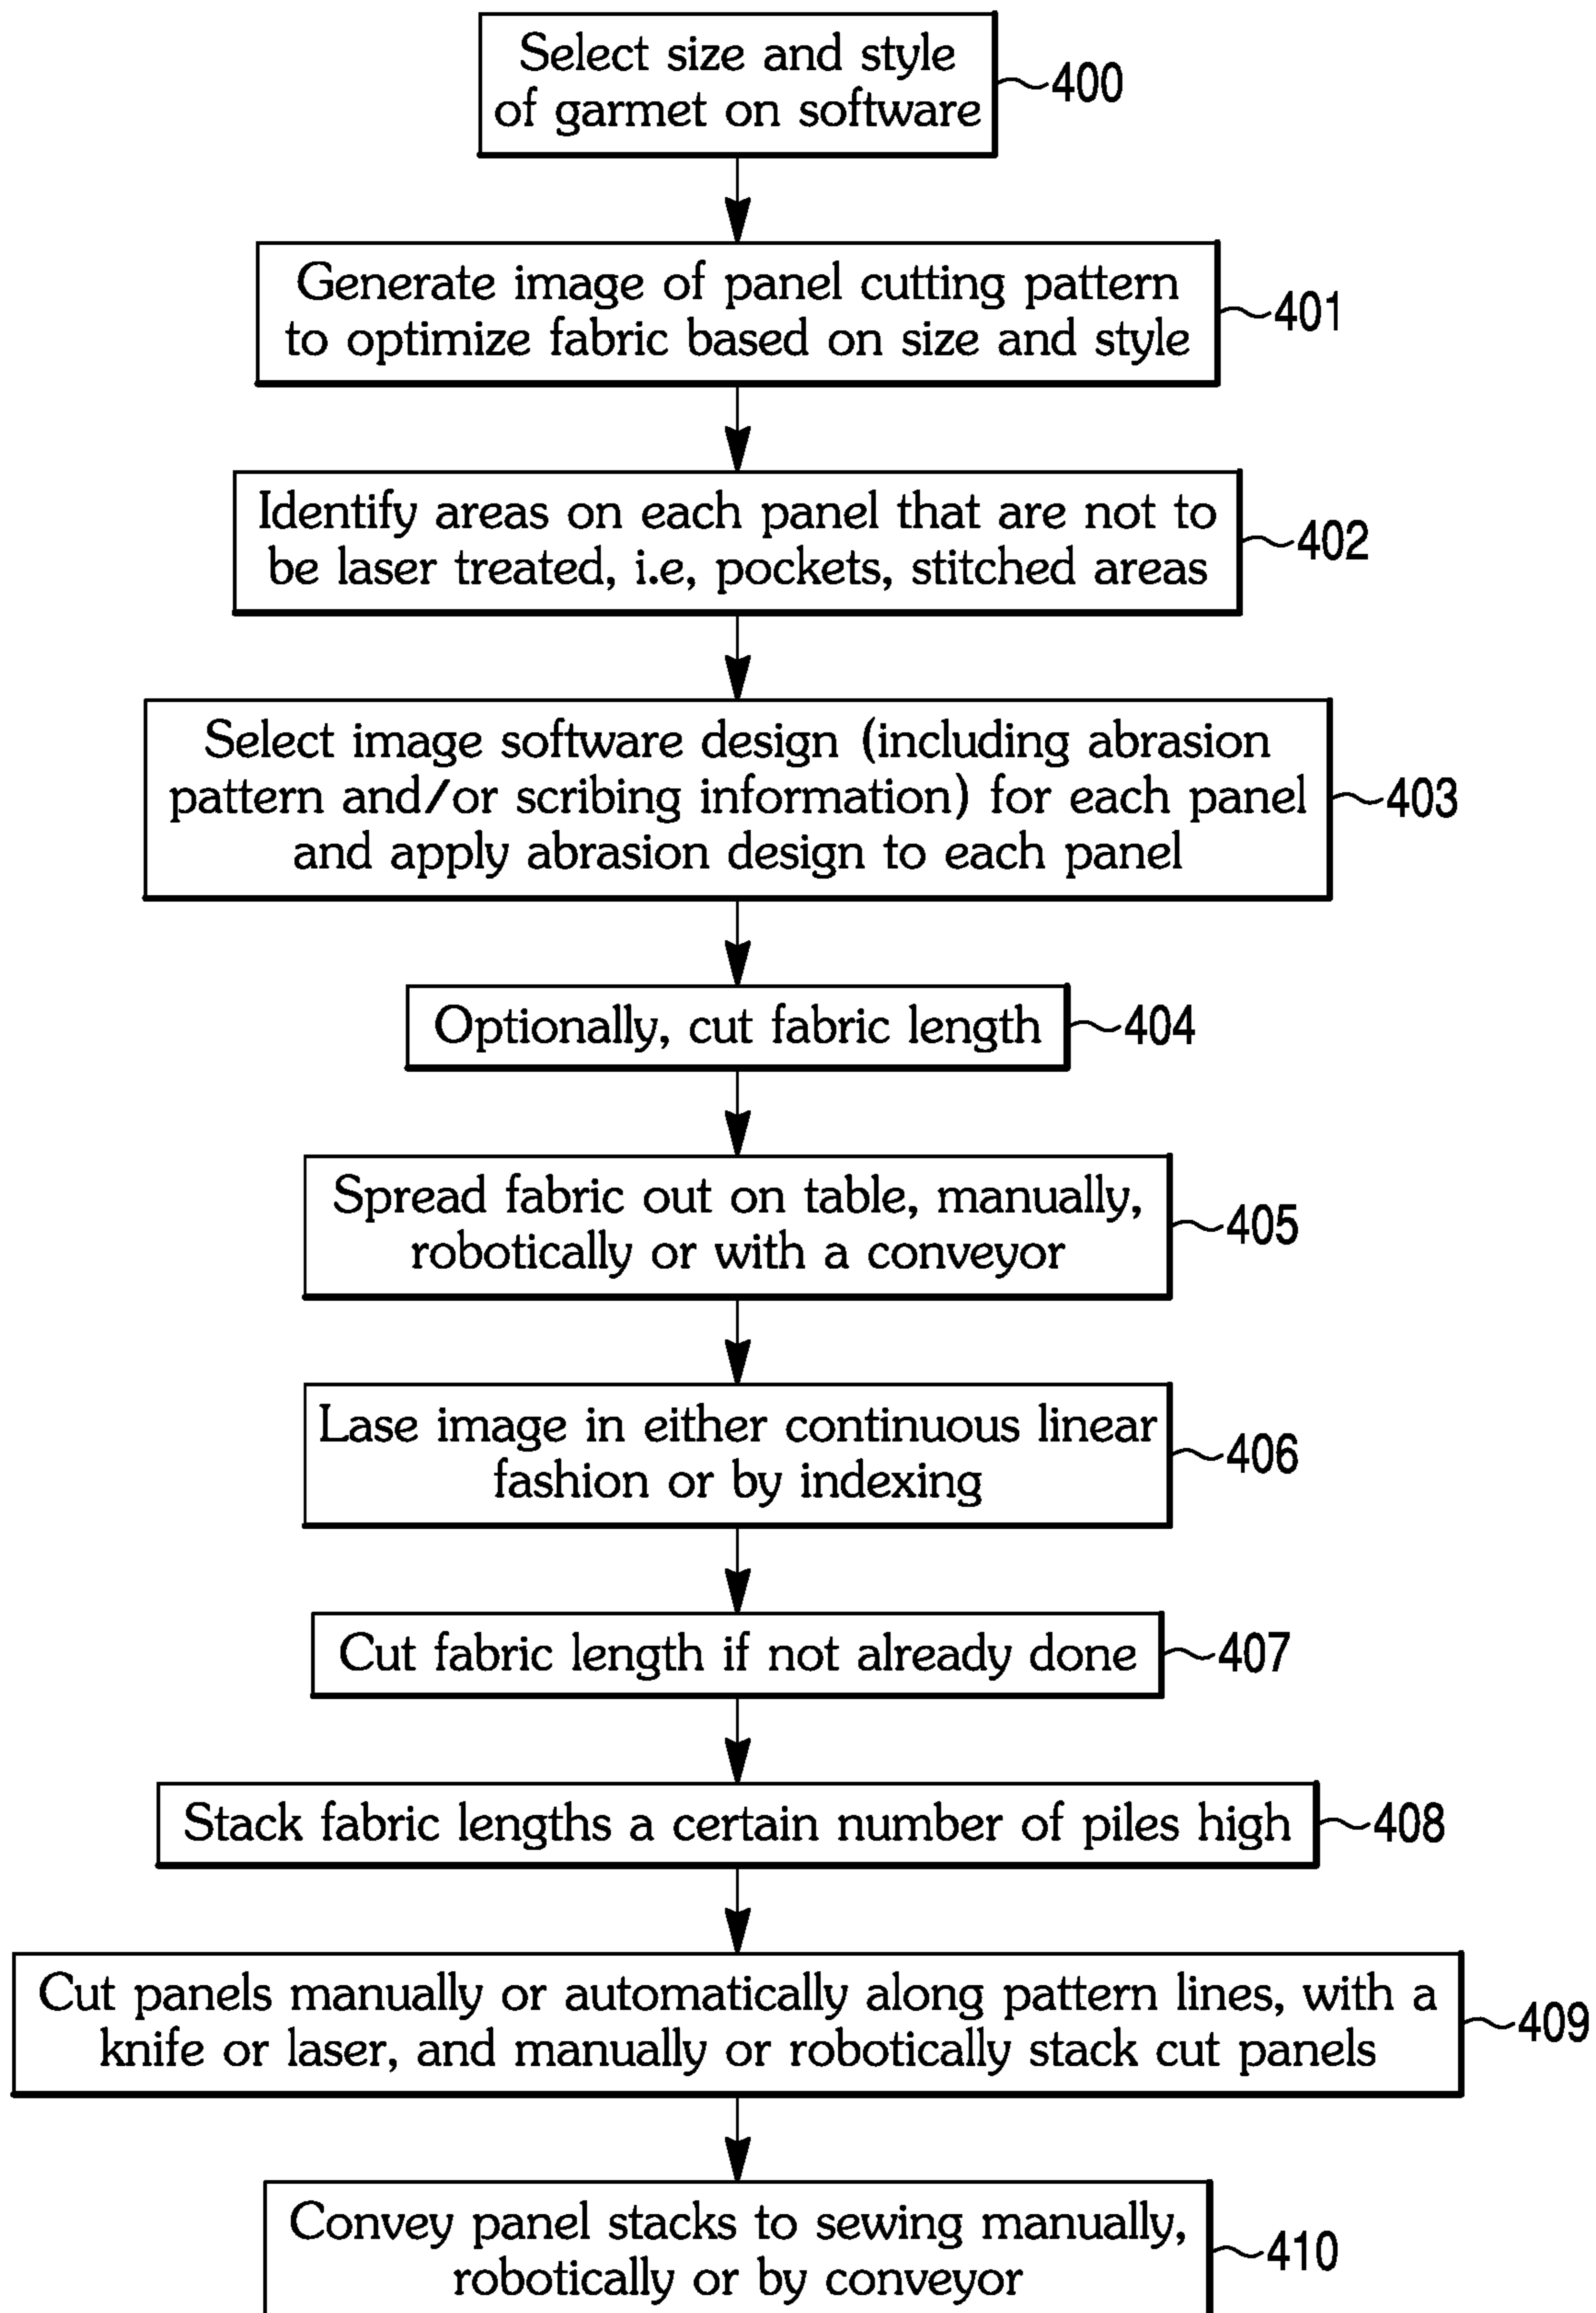 Select size and style
of garmet on software
400
Generate image of panel cutting pattern
to optimize fabric based on size and style
401
Identify areas on each panel that are not to
be laser treated, i.e, pockets, stitched areas
402
Select image software design (including abrasion
pattern and/or scribing information) for each panel
and apply abrasion design to each panel
403
Optionally, cut fabric length
404
Spread fabric out on table, manually,
robotically or with a conveyor
405
Lase image in either continuous linear
fashion or by indexing
406
Cut fabric length if not already done
407
Stack fabric lengths a certain number of piles high
408
Cut panels manually or automatically along pattern lines, with a
knife or laser, and manually or robotically stack cut panels
409
Convey panel stacks to sewing manually,
robotically or by conveyor
410